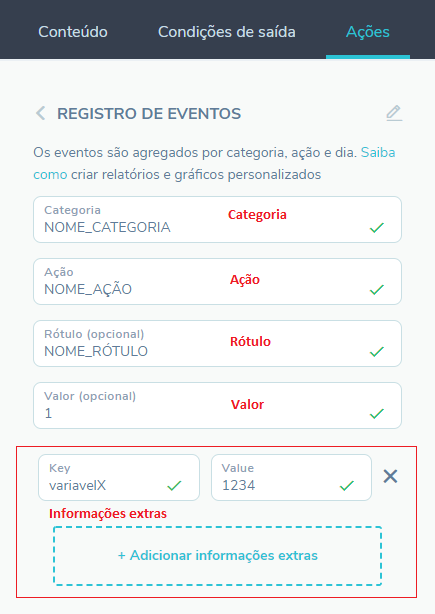 Conteúdo Condições de saída Ações
REGISTRO DE EVENTOS
Os eventos são agregados por categoria, ação e dia. Saiba
como criar relatórios e gráficos personalizados
Categoria
NOME_CATEGORIA
Categoria
Ação
NOME_AÇÃO
Ação
Rótulo (opcional)
NOME_RÓTULO
Rótulo
Valor (opcional)
1
Valor
Key Value
variavelX 1234
Informações extras
+ Adicionar informações extras